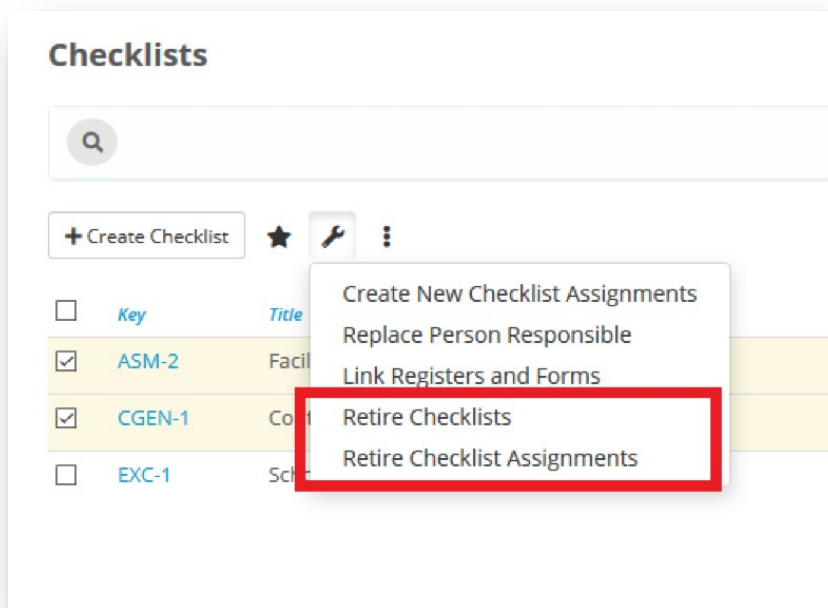 Checklists
Create Checklist
Create New Checklist Assignments
Replace Person Responsible
Link Registers and Forms
Retire Checklists
Retire Checklist Assignments
Key Title
ASM-2
CGEN-1
EXC-1